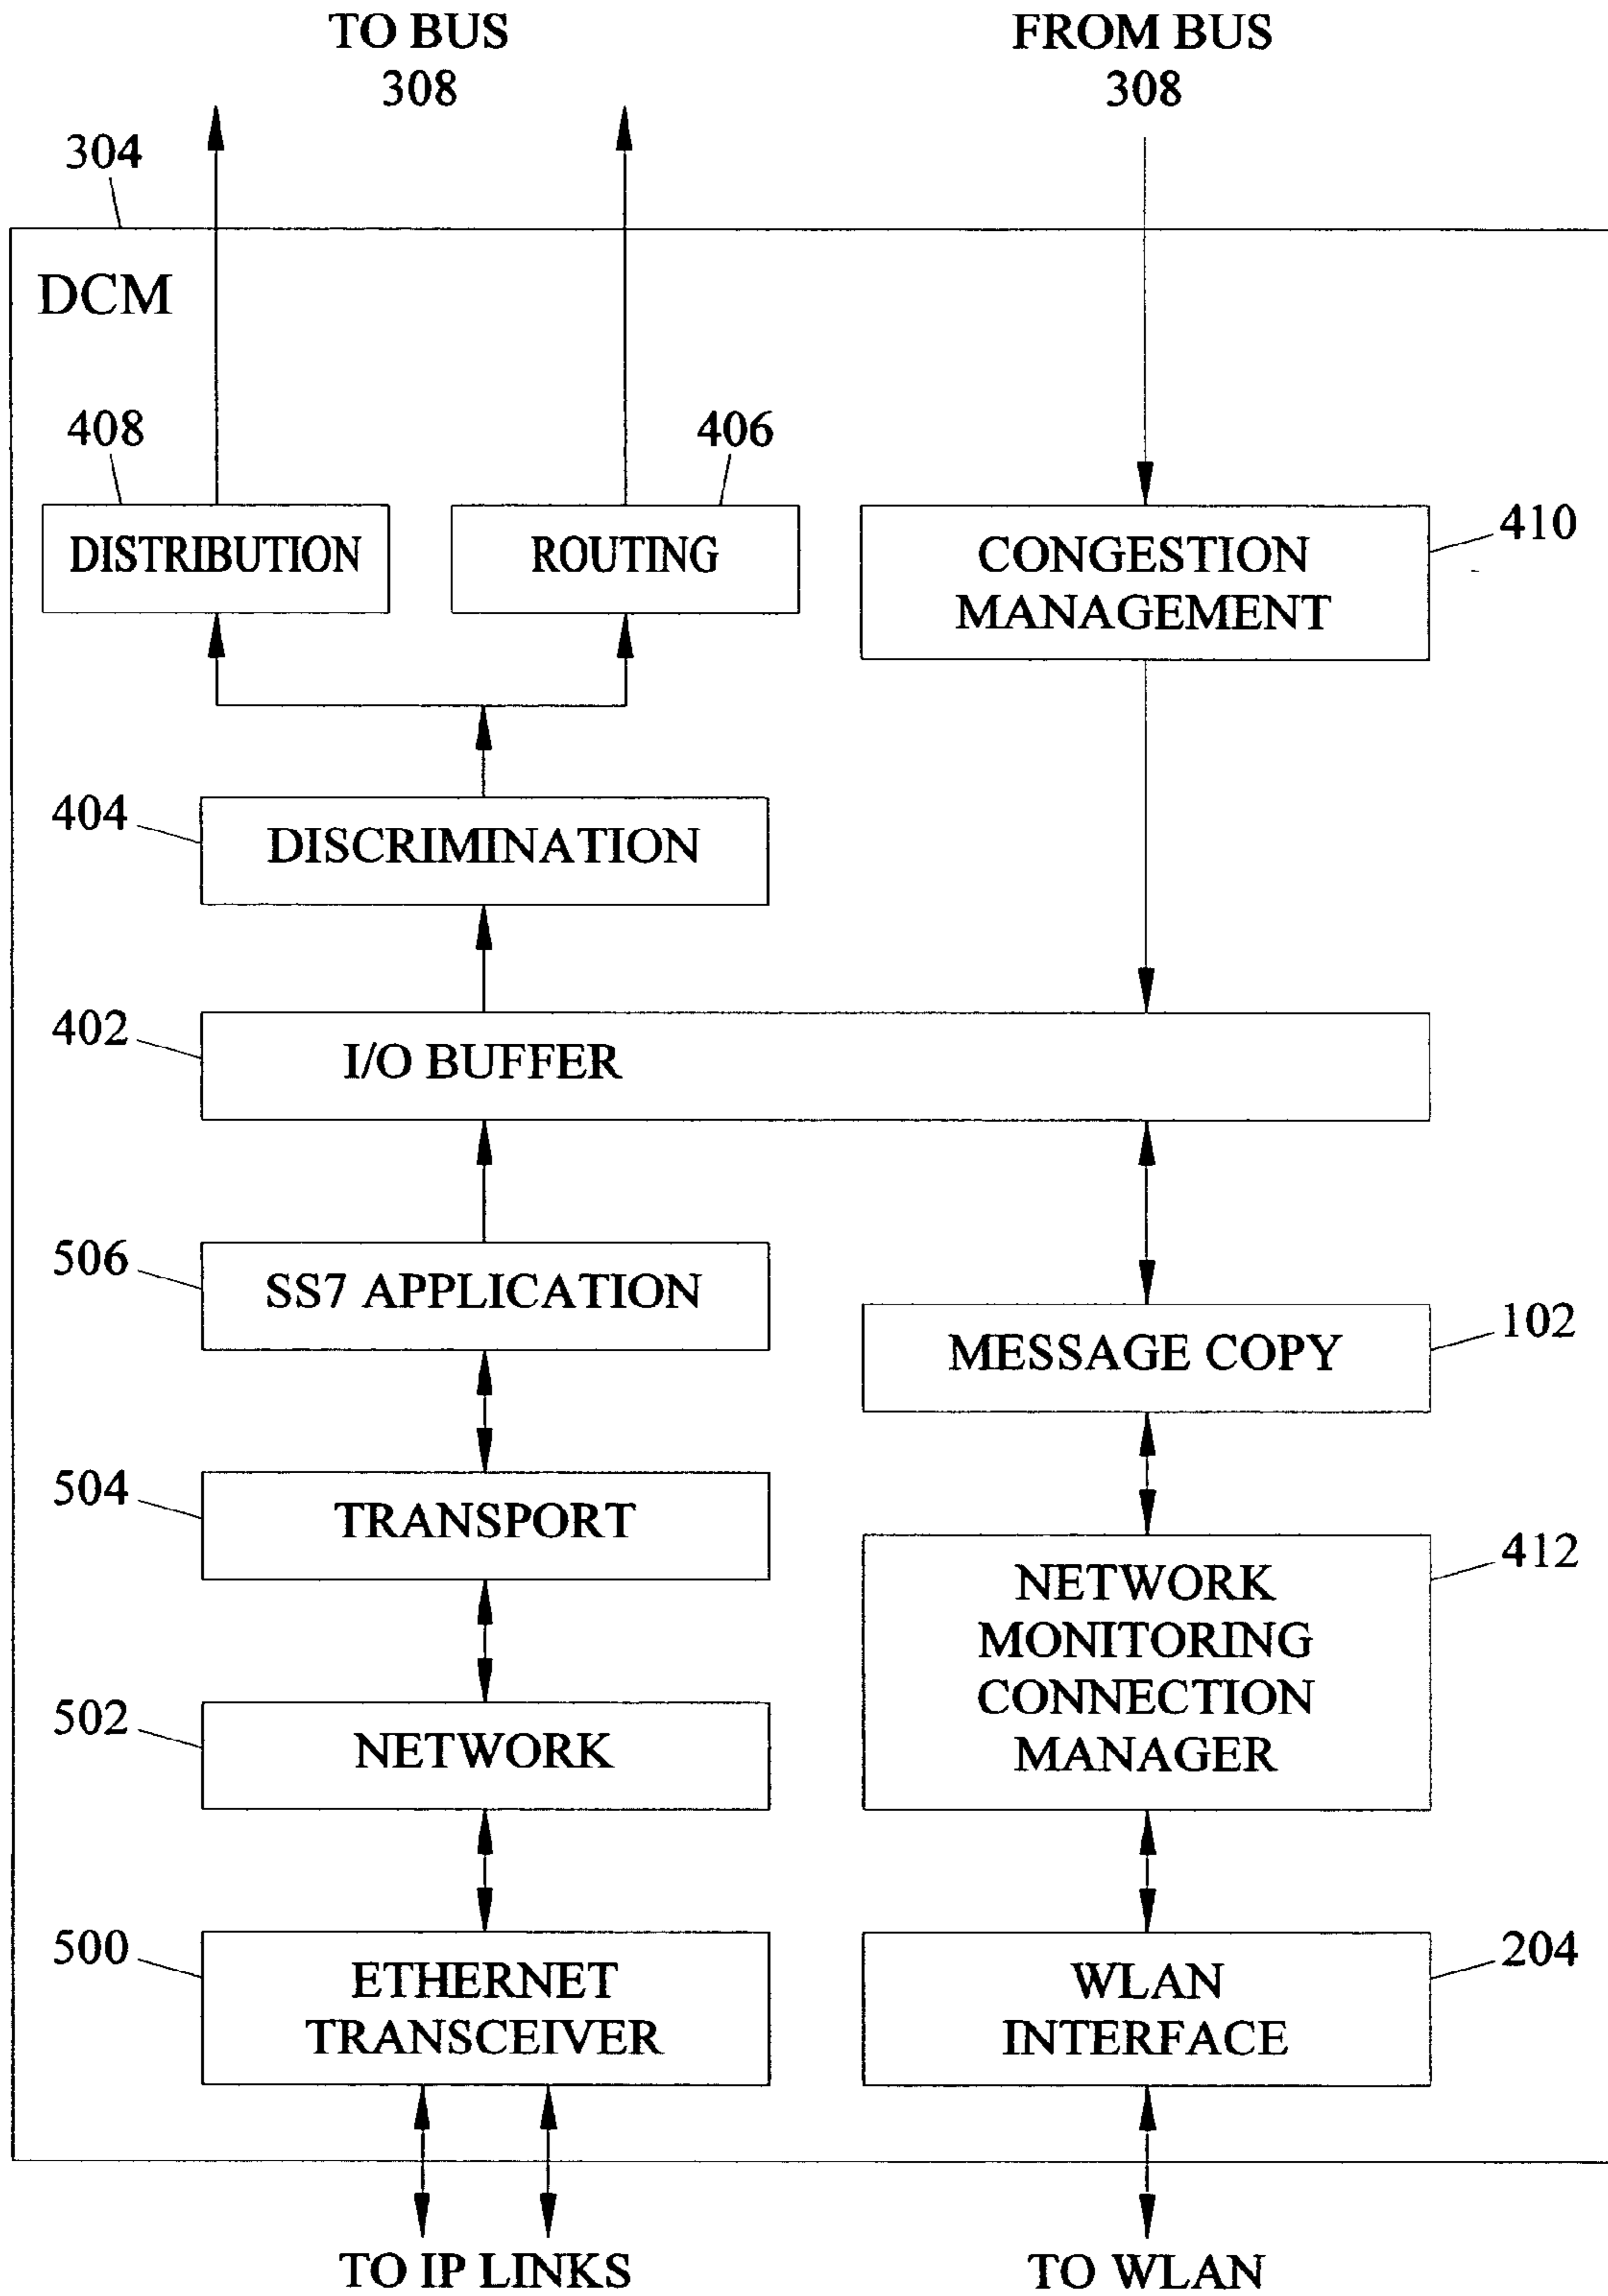 TO BUS
308
FROM BUS
308
304
DCM
408
406
DISTRIBUTION
ROUTING
CONGESTION
MANAGEMENT
410
404
DISCRIMINATION
402
I/O BUFFER
506
SS7 APPLICATION
MESSAGE COPY
102
504
TRANSPORT
NETWORK
MONITORING
CONNECTION
MANAGER
412
502
NETWORK
500
ETHERNET
TRANSCEIVER
WLAN
INTERFACE
204
TO IP LINKS
TO WLAN